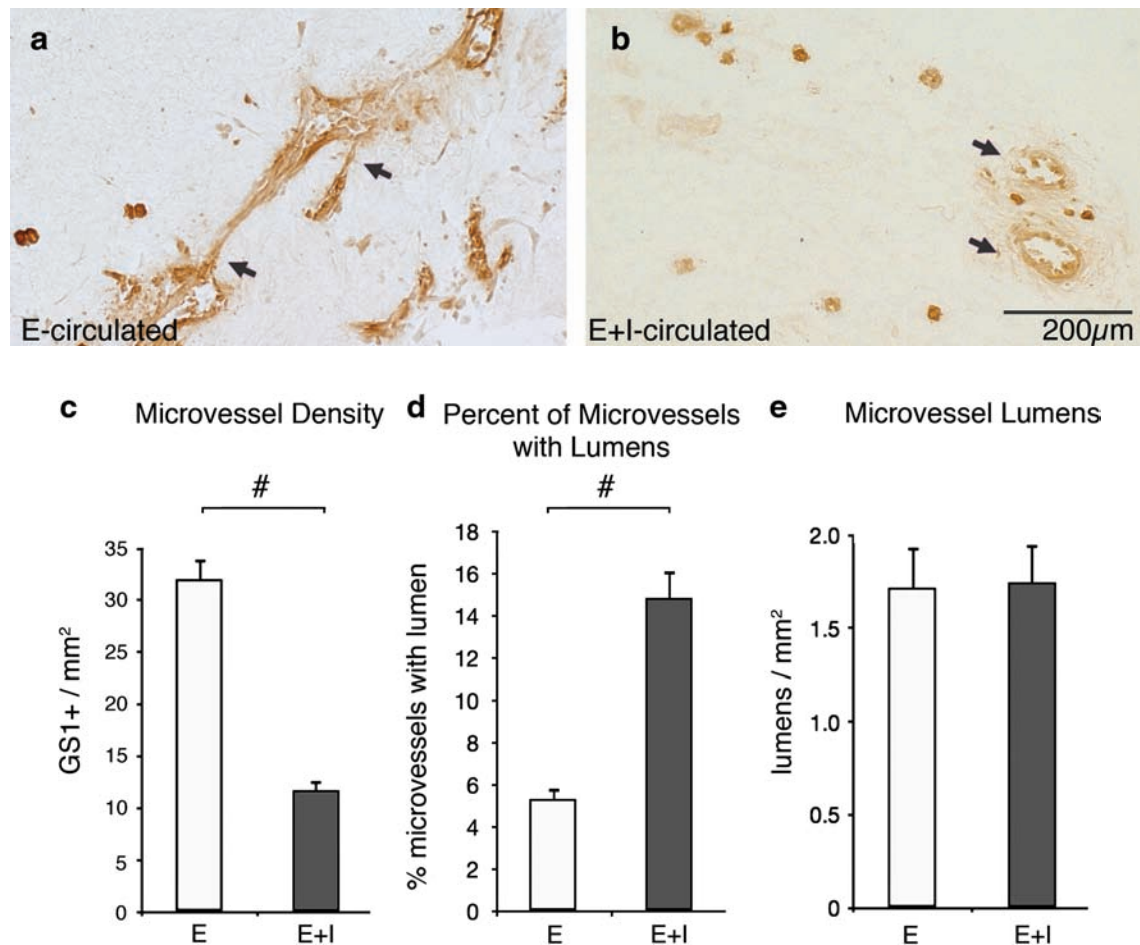 a
b
E-circulated
E+I-circulated
200µm
c
Microvessel Density
d
Percent of Microvessels
with Lumens
e
Microvessel Lumens
#
#
GS1+ / mm²
35
30
25
20
15
10
5
0
E
E+I
% microvessels with lumen
18
16
14
12
10
8
6
4
2
0
E
E+I
lumens / mm²
2.0
1.5
1.0
0.5
0
E
E+I